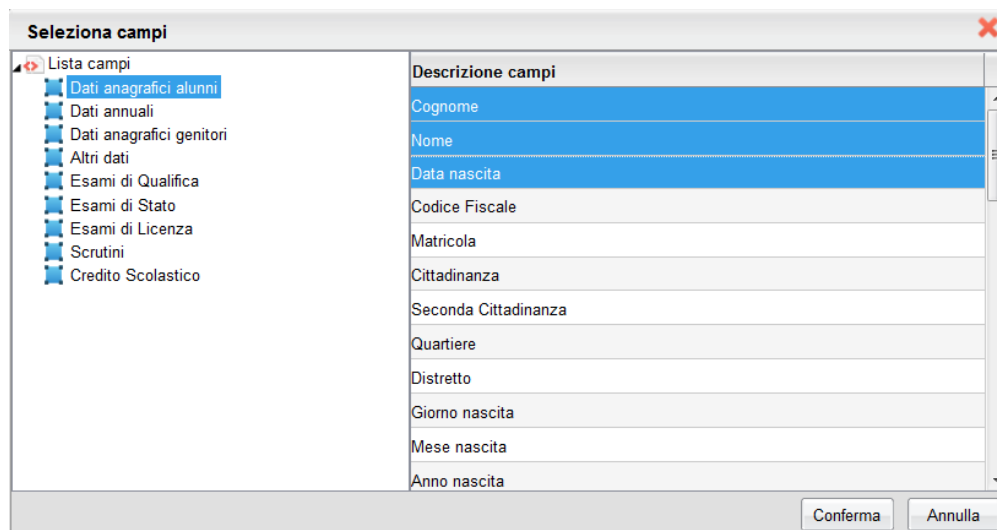 Seleziona campi
Lista campi
Dati anagrafici alunni
Dati annuali
Dati anagrafici genitori
Altri dati
Esami di Qualifica
Esami di Stato
Esami di Licenza
Scrutini
Credito Scolastico
Descrizione campi
Cognome
Nome
Data nascita
Codice Fiscale
Matricola
Cittadinanza
Seconda Cittadinanza
Quartiere
Distretto
Giorno nascita
Mese nascita
Anno nascita
Conferma
Annulla